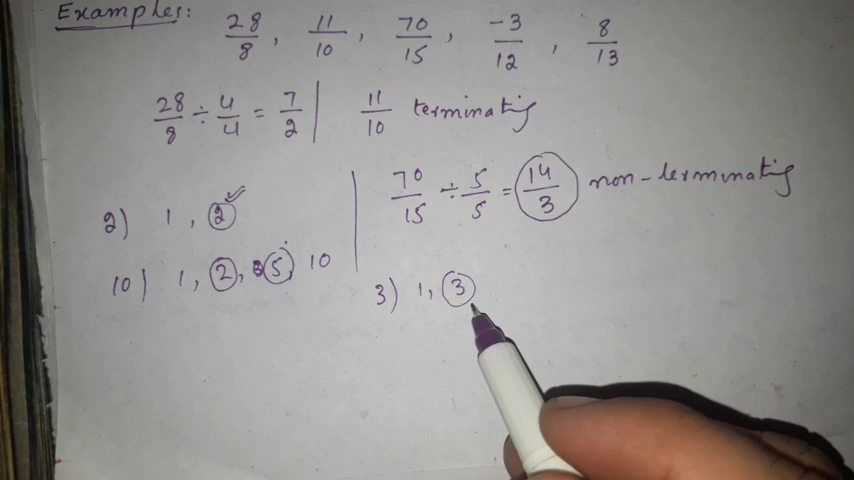 Examples: 28/8, 11/10, 70/15, -3/12, 8/13
28/8 ÷ 4/4 = 7/2 | 11/10 terminating
70/15 ÷ 5/5 = 14/3 non-terminating
2) 1, 2
10) 1, 2, 5, 10
3) 1, 3